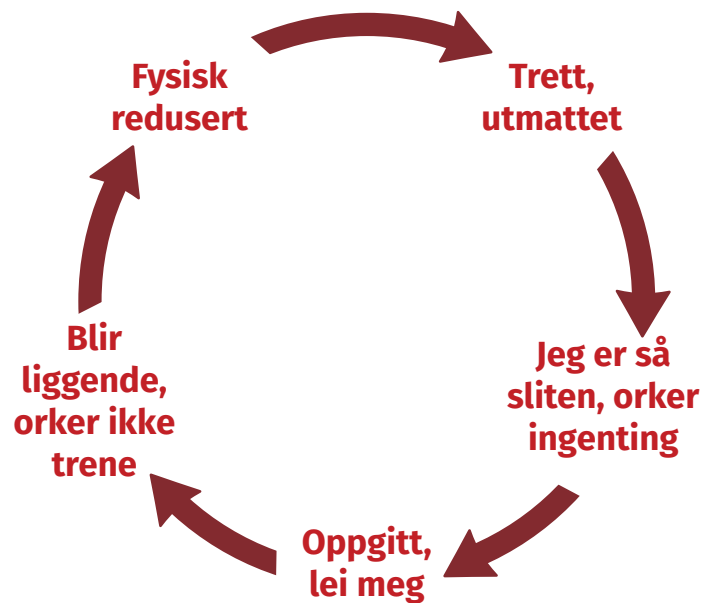 Fysisk
redusert
Trett,
utmattet
Jeg er så
sliten, orker
ingenting
Oppgitt,
lei meg
Blir
liggende,
orker ikke
trene